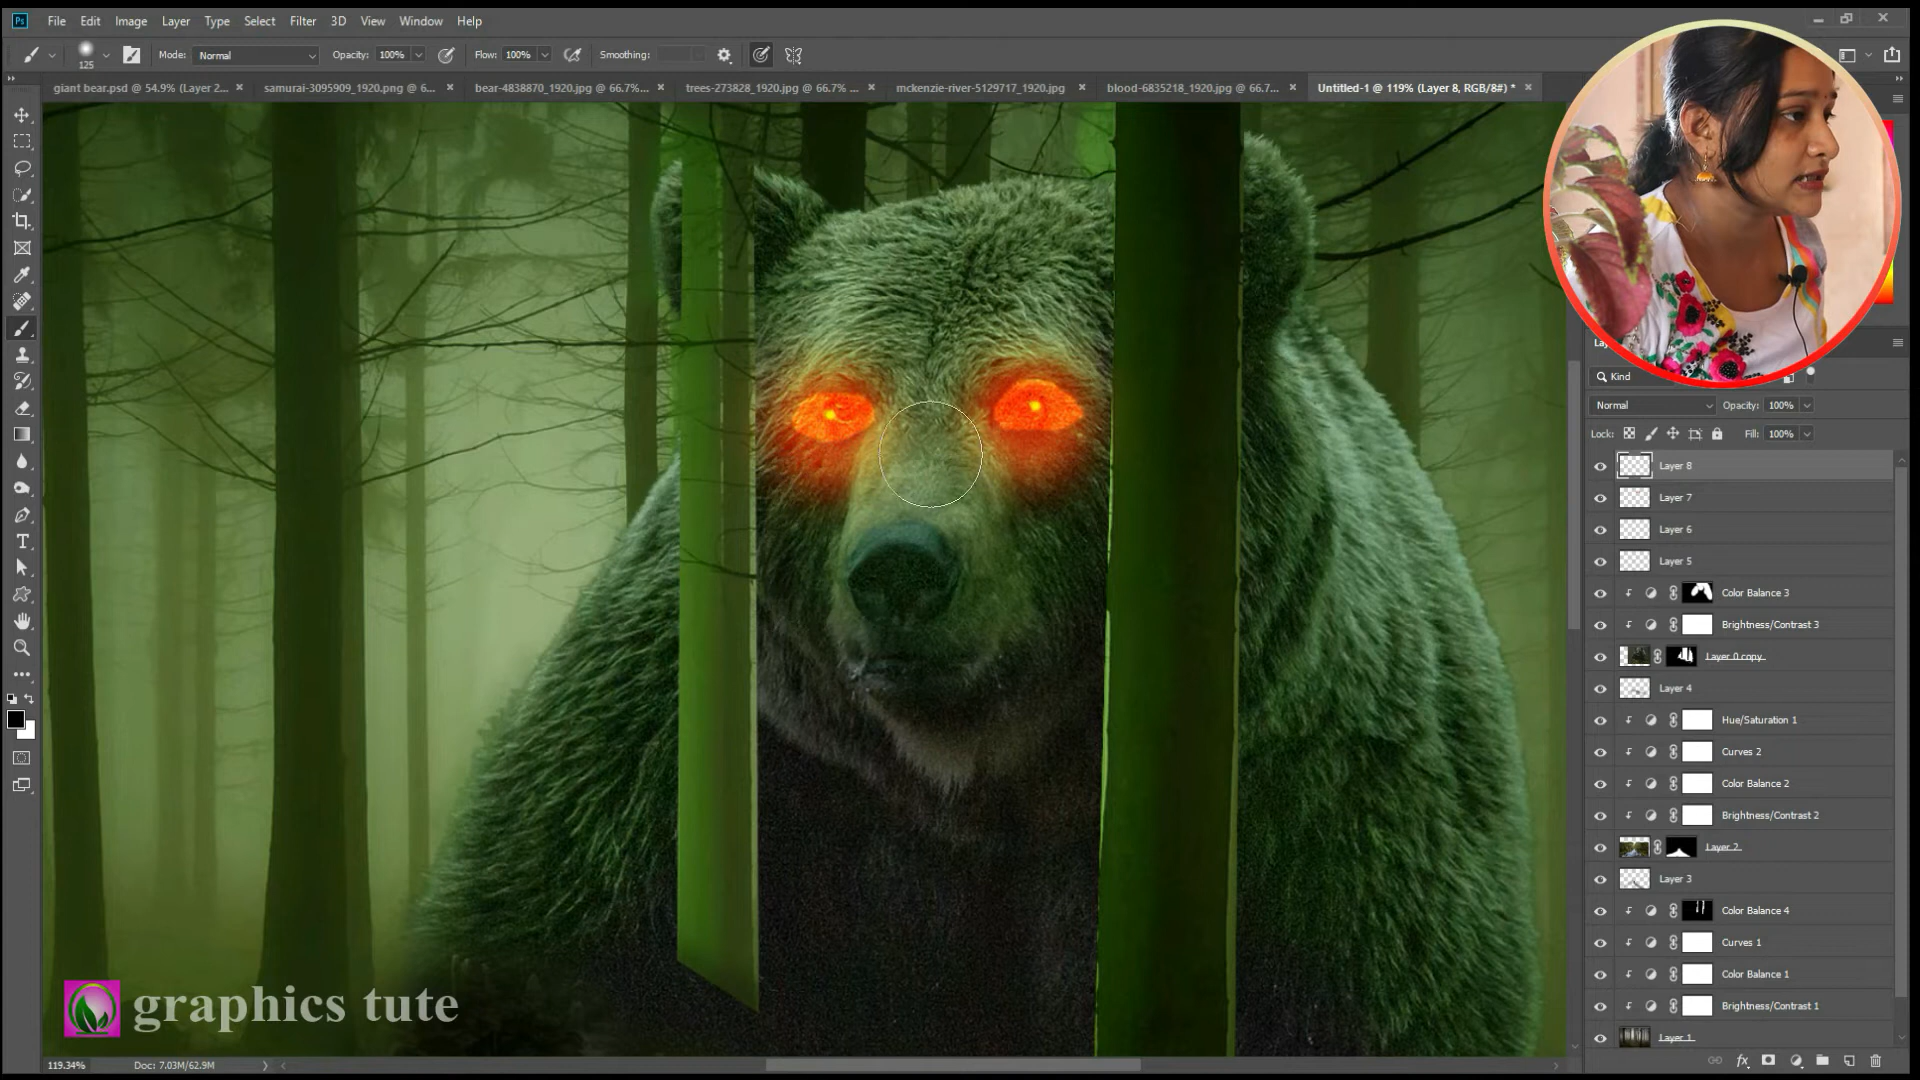 Ps File Edit Image Layer Type Select Filter 3D View Window Help
125 Mode: Normal Opacity: 100% Flow: 100% Smoothing:
giant bear.psd @ 54.9% (Layer 2... samurai-3095909_1920.png @ 6... bear-4838870_1920.jpg @ 66.7%... trees-273828_1920.jpg @ 66.7% ... mckenzie-river-5129717_1920.jpg blood-6835218_1920.jpg @ 66.7... Untitled-1 @ 119% (Layer 8, RGB/8#) *
Kind
Normal Opacity: 100%
Lock: Fill: 100%
Layer 8
Layer 7
Layer 6
Layer 5
Color Balance 3
Brightness/Contrast 3
Layer 0 copy
Layer 4
Hue/Saturation 1
Curves 2
Color Balance 2
Brightness/Contrast 2
Layer 2
Layer 3
Color Balance 4
Curves 1
Color Balance 1
Brightness/Contrast 1
Layer 1
graphics tute
119.34% Doc: 7.03M/62.9M